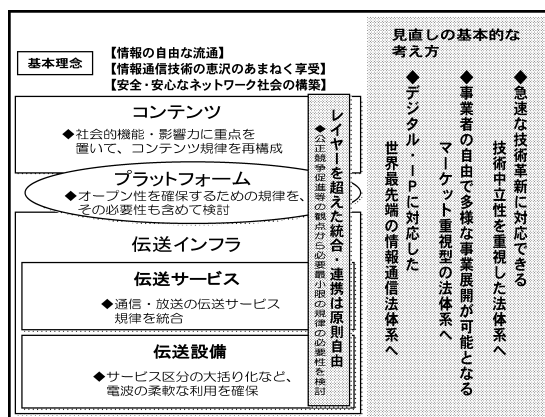 基本理念
【情報の自由な流通】
【情報通信技術の恵沢のあまねく享受】
【安全・安心なネットワーク社会の構築】
コンテンツ
◆社会的機能・影響力に重点を
置いて、コンテンツ規律を再構成
プラットフォーム
◆オープン性を確保するための規律を、
その必要性も含めて検討
伝送インフラ
伝送サービス
◆通信・放送の伝送サービス
規律を統合
伝送設備
◆サービス区分の大括り化など、
電波の柔軟な利用を確保
レイヤーを超えた統合・連携は原則自由
◆公正競争促進等の観点から必要最小限の規律の必要性を検討
見直しの基本的な
考え方
◆急速な技術革新に対応できる
技術中立性を重視した法体系へ
◆事業者の自由で多様な事業展開が可能となる
マーケット重視型の法体系へ
◆デジタル・IPに対応した
世界最先端の情報通信法体系へ